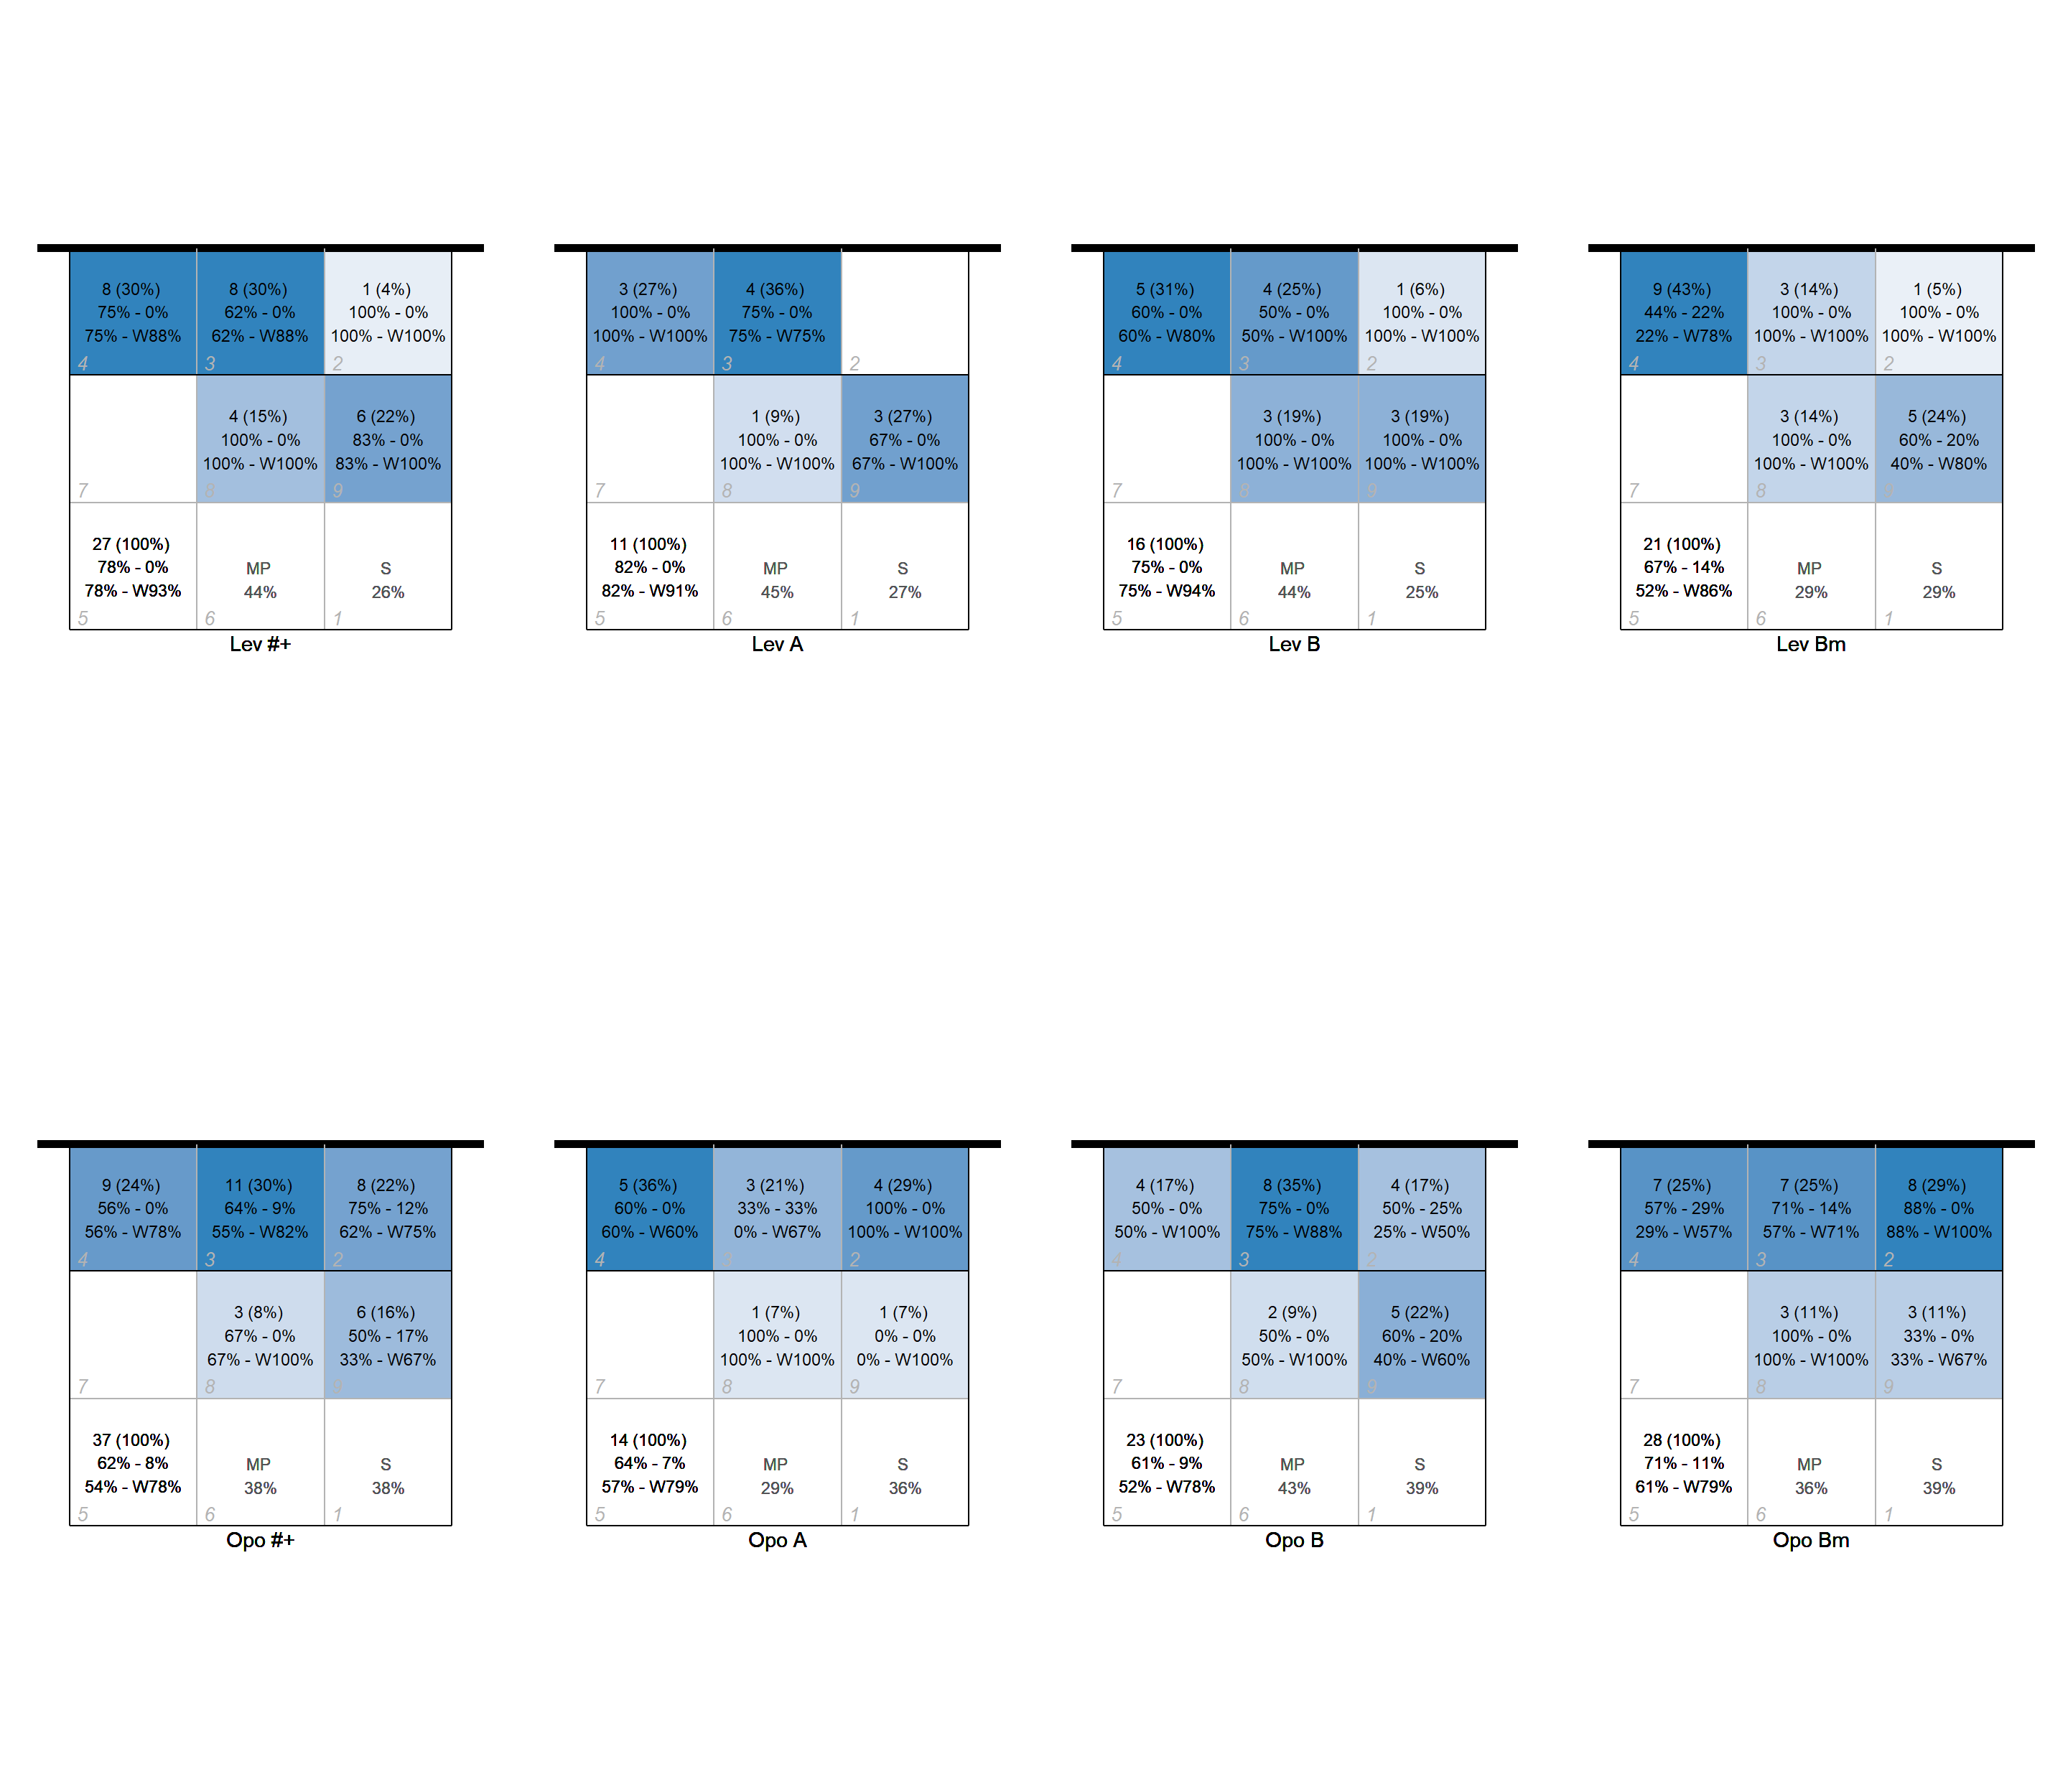 8 (30%)
75% - 0%
75% - W88%
4
8 (30%)
62% - 0%
62% - W88%
3
1 (4%)
100% - 0%
100% - W100%
2
7
4 (15%)
100% - 0%
100% - W100%
8
6 (22%)
83% - 0%
83% - W100%
9
27 (100%)
78% - 0%
78% - W93%
5
MP
44%
6
S
26%
1
Lev #+
3 (27%)
100% - 0%
100% - W100%
4
4 (36%)
75% - 0%
75% - W75%
3
2
7
1 (9%)
100% - 0%
100% - W100%
8
3 (27%)
67% - 0%
67% - W100%
9
11 (100%)
82% - 0%
82% - W91%
5
MP
45%
6
S
27%
1
Lev A
5 (31%)
60% - 0%
60% - W80%
4
4 (25%)
50% - 0%
50% - W100%
3
1 (6%)
100% - 0%
100% - W100%
2
7
3 (19%)
100% - 0%
100% - W100%
8
3 (19%)
100% - 0%
100% - W100%
9
16 (100%)
75% - 0%
75% - W94%
5
MP
44%
6
S
25%
1
Lev B
9 (43%)
44% - 22%
22% - W78%
4
3 (14%)
100% - 0%
100% - W100%
3
1 (5%)
100% - 0%
100% - W100%
2
7
3 (14%)
100% - 0%
100% - W100%
8
5 (24%)
60% - 20%
40% - W80%
9
21 (100%)
67% - 14%
52% - W86%
5
MP
29%
6
S
29%
1
Lev Bm
9 (24%)
56% - 0%
56% - W78%
4
11 (30%)
64% - 9%
55% - W82%
3
8 (22%)
75% - 12%
62% - W75%
2
7
3 (8%)
67% - 0%
67% - W100%
8
6 (16%)
50% - 17%
33% - W67%
9
37 (100%)
62% - 8%
54% - W78%
5
MP
38%
6
S
38%
1
Opo #+
5 (36%)
60% - 0%
60% - W60%
4
3 (21%)
33% - 33%
0% - W67%
3
4 (29%)
100% - 0%
100% - W100%
2
7
1 (7%)
100% - 0%
100% - W100%
8
1 (7%)
0% - 0%
0% - W100%
9
14 (100%)
64% - 7%
57% - W79%
5
MP
29%
6
S
36%
1
Opo A
4 (17%)
50% - 0%
50% - W100%
4
8 (35%)
75% - 0%
75% - W88%
3
4 (17%)
50% - 25%
25% - W50%
2
7
2 (9%)
50% - 0%
50% - W100%
8
5 (22%)
60% - 20%
40% - W60%
9
23 (100%)
61% - 9%
52% - W78%
5
MP
43%
6
S
39%
1
Opo B
7 (25%)
57% - 29%
29% - W57%
4
7 (25%)
71% - 14%
57% - W71%
3
8 (29%)
88% - 0%
88% - W100%
2
7
3 (11%)
100% - 0%
100% - W100%
8
3 (11%)
33% - 0%
33% - W67%
9
28 (100%)
71% - 11%
61% - W79%
5
MP
36%
6
S
39%
1
Opo Bm